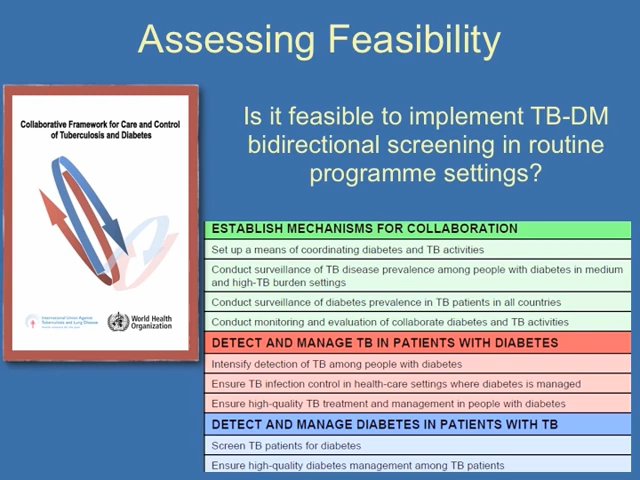 Assessing Feasibility
Collaborative Framework for Care and Control
of Tuberculosis and Diabetes
International Union Against
Tuberculosis and Lung Disease
World Health
Organization
Is it feasible to implement TB-DM
bidirectional screening in routine
programme settings?
ESTABLISH MECHANISMS FOR COLLABORATION
Set up a means of coordinating diabetes and TB activities
Conduct surveillance of TB disease prevalence among people with diabetes in medium
and high-TB burden settings
Conduct surveillance of diabetes prevalence in TB patients in all countries
Conduct monitoring and evaluation of collaborate diabetes and TB activities
DETECT AND MANAGE TB IN PATIENTS WITH DIABETES
Intensify detection of TB among people with diabetes
Ensure TB infection control in health-care settings where diabetes is managed
Ensure high-quality TB treatment and management in people with diabetes
DETECT AND MANAGE DIABETES IN PATIENTS WITH TB
Screen TB patients for diabetes
Ensure high-quality diabetes management among TB patients